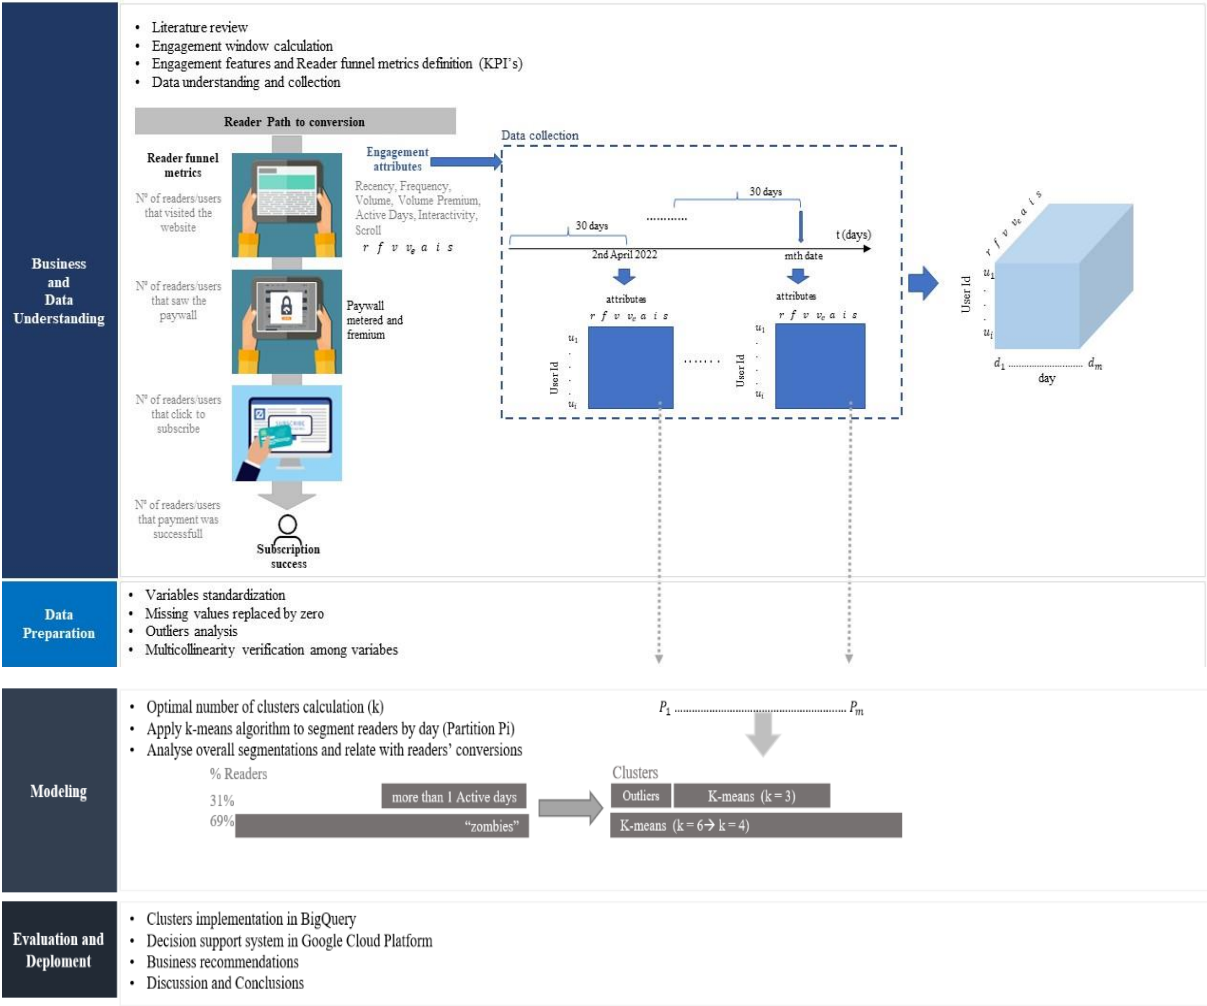 Business
and
Data
Understanding
• Literature review
• Engagement window calculation
• Engagement features and Reader funnel metrics definition (KPI's)
• Data understanding and collection
Reader Path to conversion
Reader funnel
metrics
Nº of readers/users
that visited the
website
Nº of readers/users
that saw the
paywall
Paywall
metered and
fremium
Nº of readers/users
that click to
subscribe
SUBSCRIBE
Nº of readers/users
that payment was
successfull
Subscription
success
Engagement
attributes
Recency, Frequency,
Volume, Volume Premium,
Active Days, Interactivity,
Scroll
r f v vₑ a i s
Data collection
30 days
............
30 days
t (days)
2nd April 2022
mth date
attributes
r f v vₑ a i s
User Id
u₁
.
.
.
.
uᵢ
.......
attributes
r f v vₑ a i s
User Id
u₁
.
.
.
.
uᵢ
r f v vₑ a i s
User Id
u₁
.
.
.
uᵢ
d₁ ........................ dₘ
day
Data
Preparation
• Variables standardization
• Missing values replaced by zero
• Outliers analysis
• Multicollinearity verification among variabes
Modeling
• Optimal number of clusters calculation (k)
• Apply k-means algorithm to segment readers by day (Partition Pi)
• Analyse overall segmentations and relate with readers' conversions
P₁ ........................................................ Pₘ
% Readers
31%
more than 1 Active days
69%
"zombies"
Clusters
Outliers
K-means (k = 3)
K-means (k = 6→ k = 4)
Evaluation and
Deploment
• Clusters implementation in BigQuery
• Decision support system in Google Cloud Platform
• Business recommendations
• Discussion and Conclusions